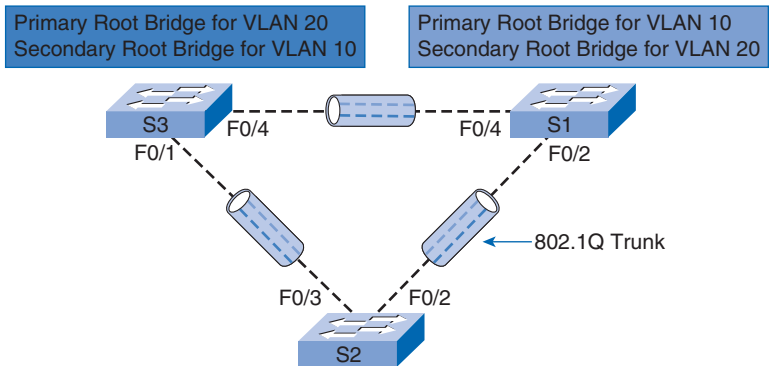 Primary Root Bridge for VLAN 20
Secondary Root Bridge for VLAN 10
Primary Root Bridge for VLAN 10
Secondary Root Bridge for VLAN 20
S3
F0/4
F0/4
S1
F0/1
F0/2
802.1Q Trunk
F0/3
F0/2
S2